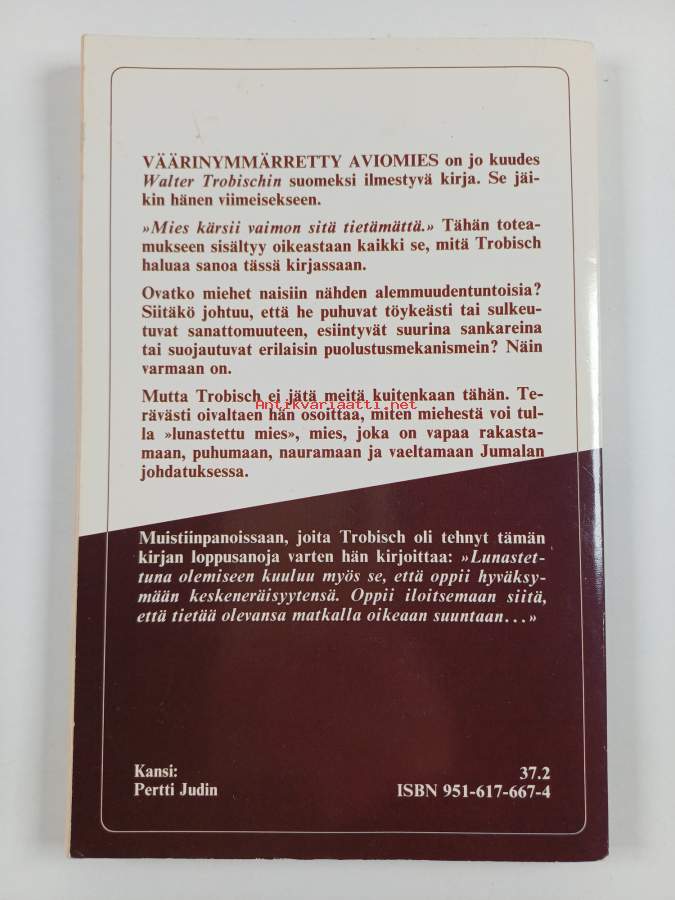 VÄÄRINYMMÄRRETTY AVIOMIES on jo kuudes
Walter Trobischin suomeksi ilmestyvä kirja. Se jäi-
kin hänen viimeisekseen.
»Mies kärsii vaimon sitä tietämättä.» Tähän totea-
mukseen sisältyy oikeastaan kaikki se, mitä Trobisch
haluaa sanoa tässä kirjassaan.
Ovatko miehet naisiin nähden alemmuudentuntoisia?
Siitäkö johtuu, että he puhuvat töykeästi tai sulkeu-
tuvat sanattomuuteen, esiintyvät suurina sankareina
tai suojautuvat erilaisin puolustusmekanismein? Näin
varmaan on.
Mutta Trobisch ei jätä meitä kuitenkaan tähän. Te-
Antikvariaatti.net
rävästi oivaltaen hän osoittaa, miten miehestä voi tul-
la »lunastettu mies», mies, joka on vapaa rakasta-
maan, puhumaan, nauramaan ja vaeltamaan Jumalan
johdatuksessa.
Muistiinpanoissaan, joita Trobisch oli tehnyt tämän
kirjan loppusanoja varten hän kirjoittaa: »Lunastet-
tuna olemiseen kuuluu myös se, että oppii hyväksy-
mään keskeneräisyytensä. Oppii iloitsemaan siitä,
että tietää olevansa matkalla oikeaan suuntaan...»
Kansi:
Pertti Judin
37.2
ISBN 951-617-667-4